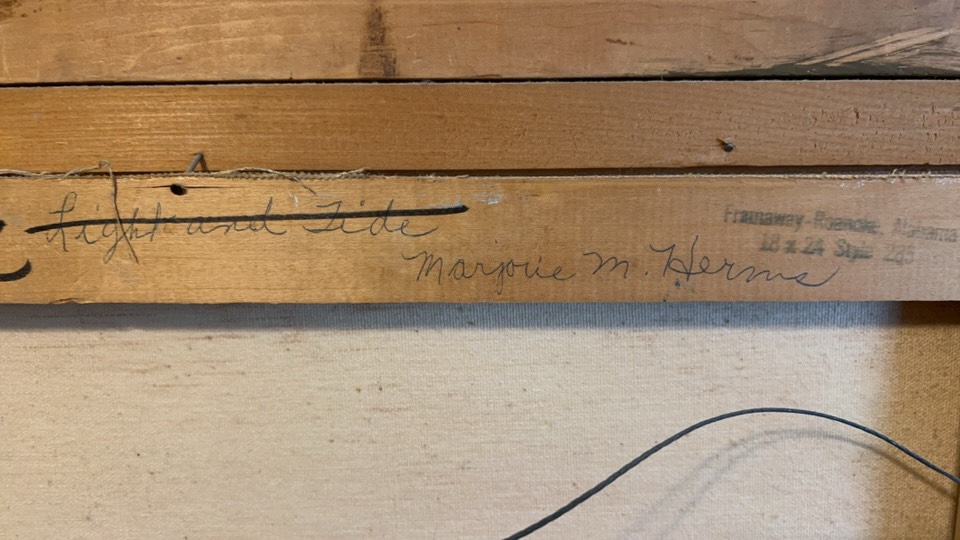 Light and Tide
Marjorie M. Herms
Framaway-Roanoke, Alabama
18 x 24 Style 285